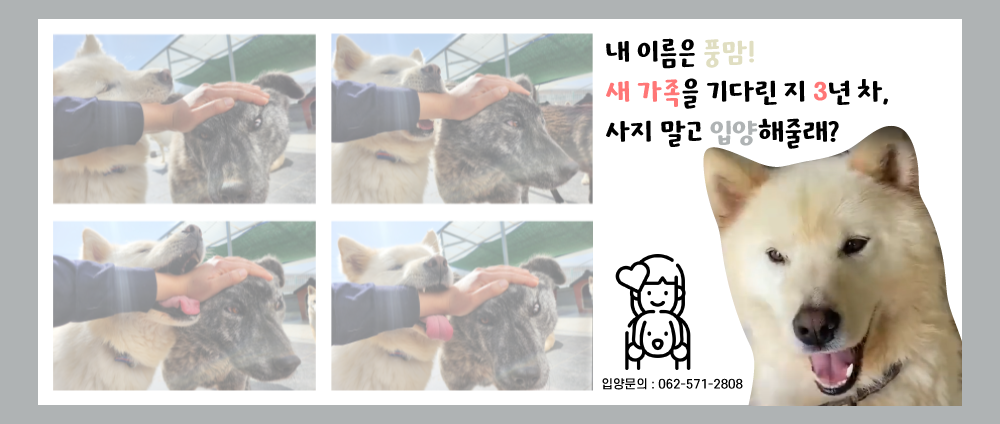 내 이름은 풍맘!
새 가족을 기다린 지 3년 차,
사지 말고 입양해줄래?
입양문의 : 062-571-2808